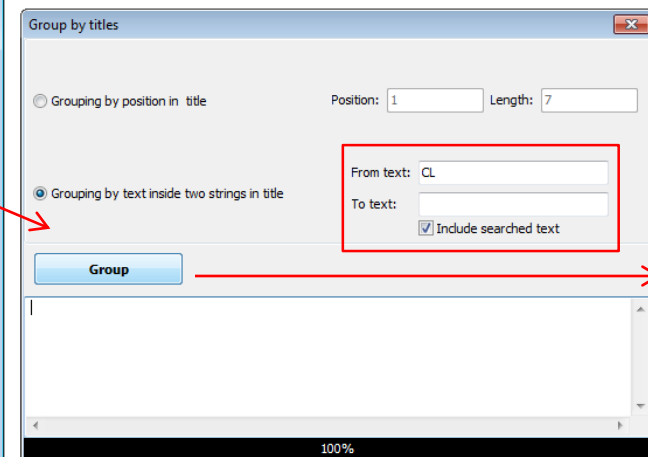 Group by titles
Grouping by position in title Position: 1 Length: 7
From text: CL
Grouping by text inside two strings in title
To text:
Include searched text
Group
100%